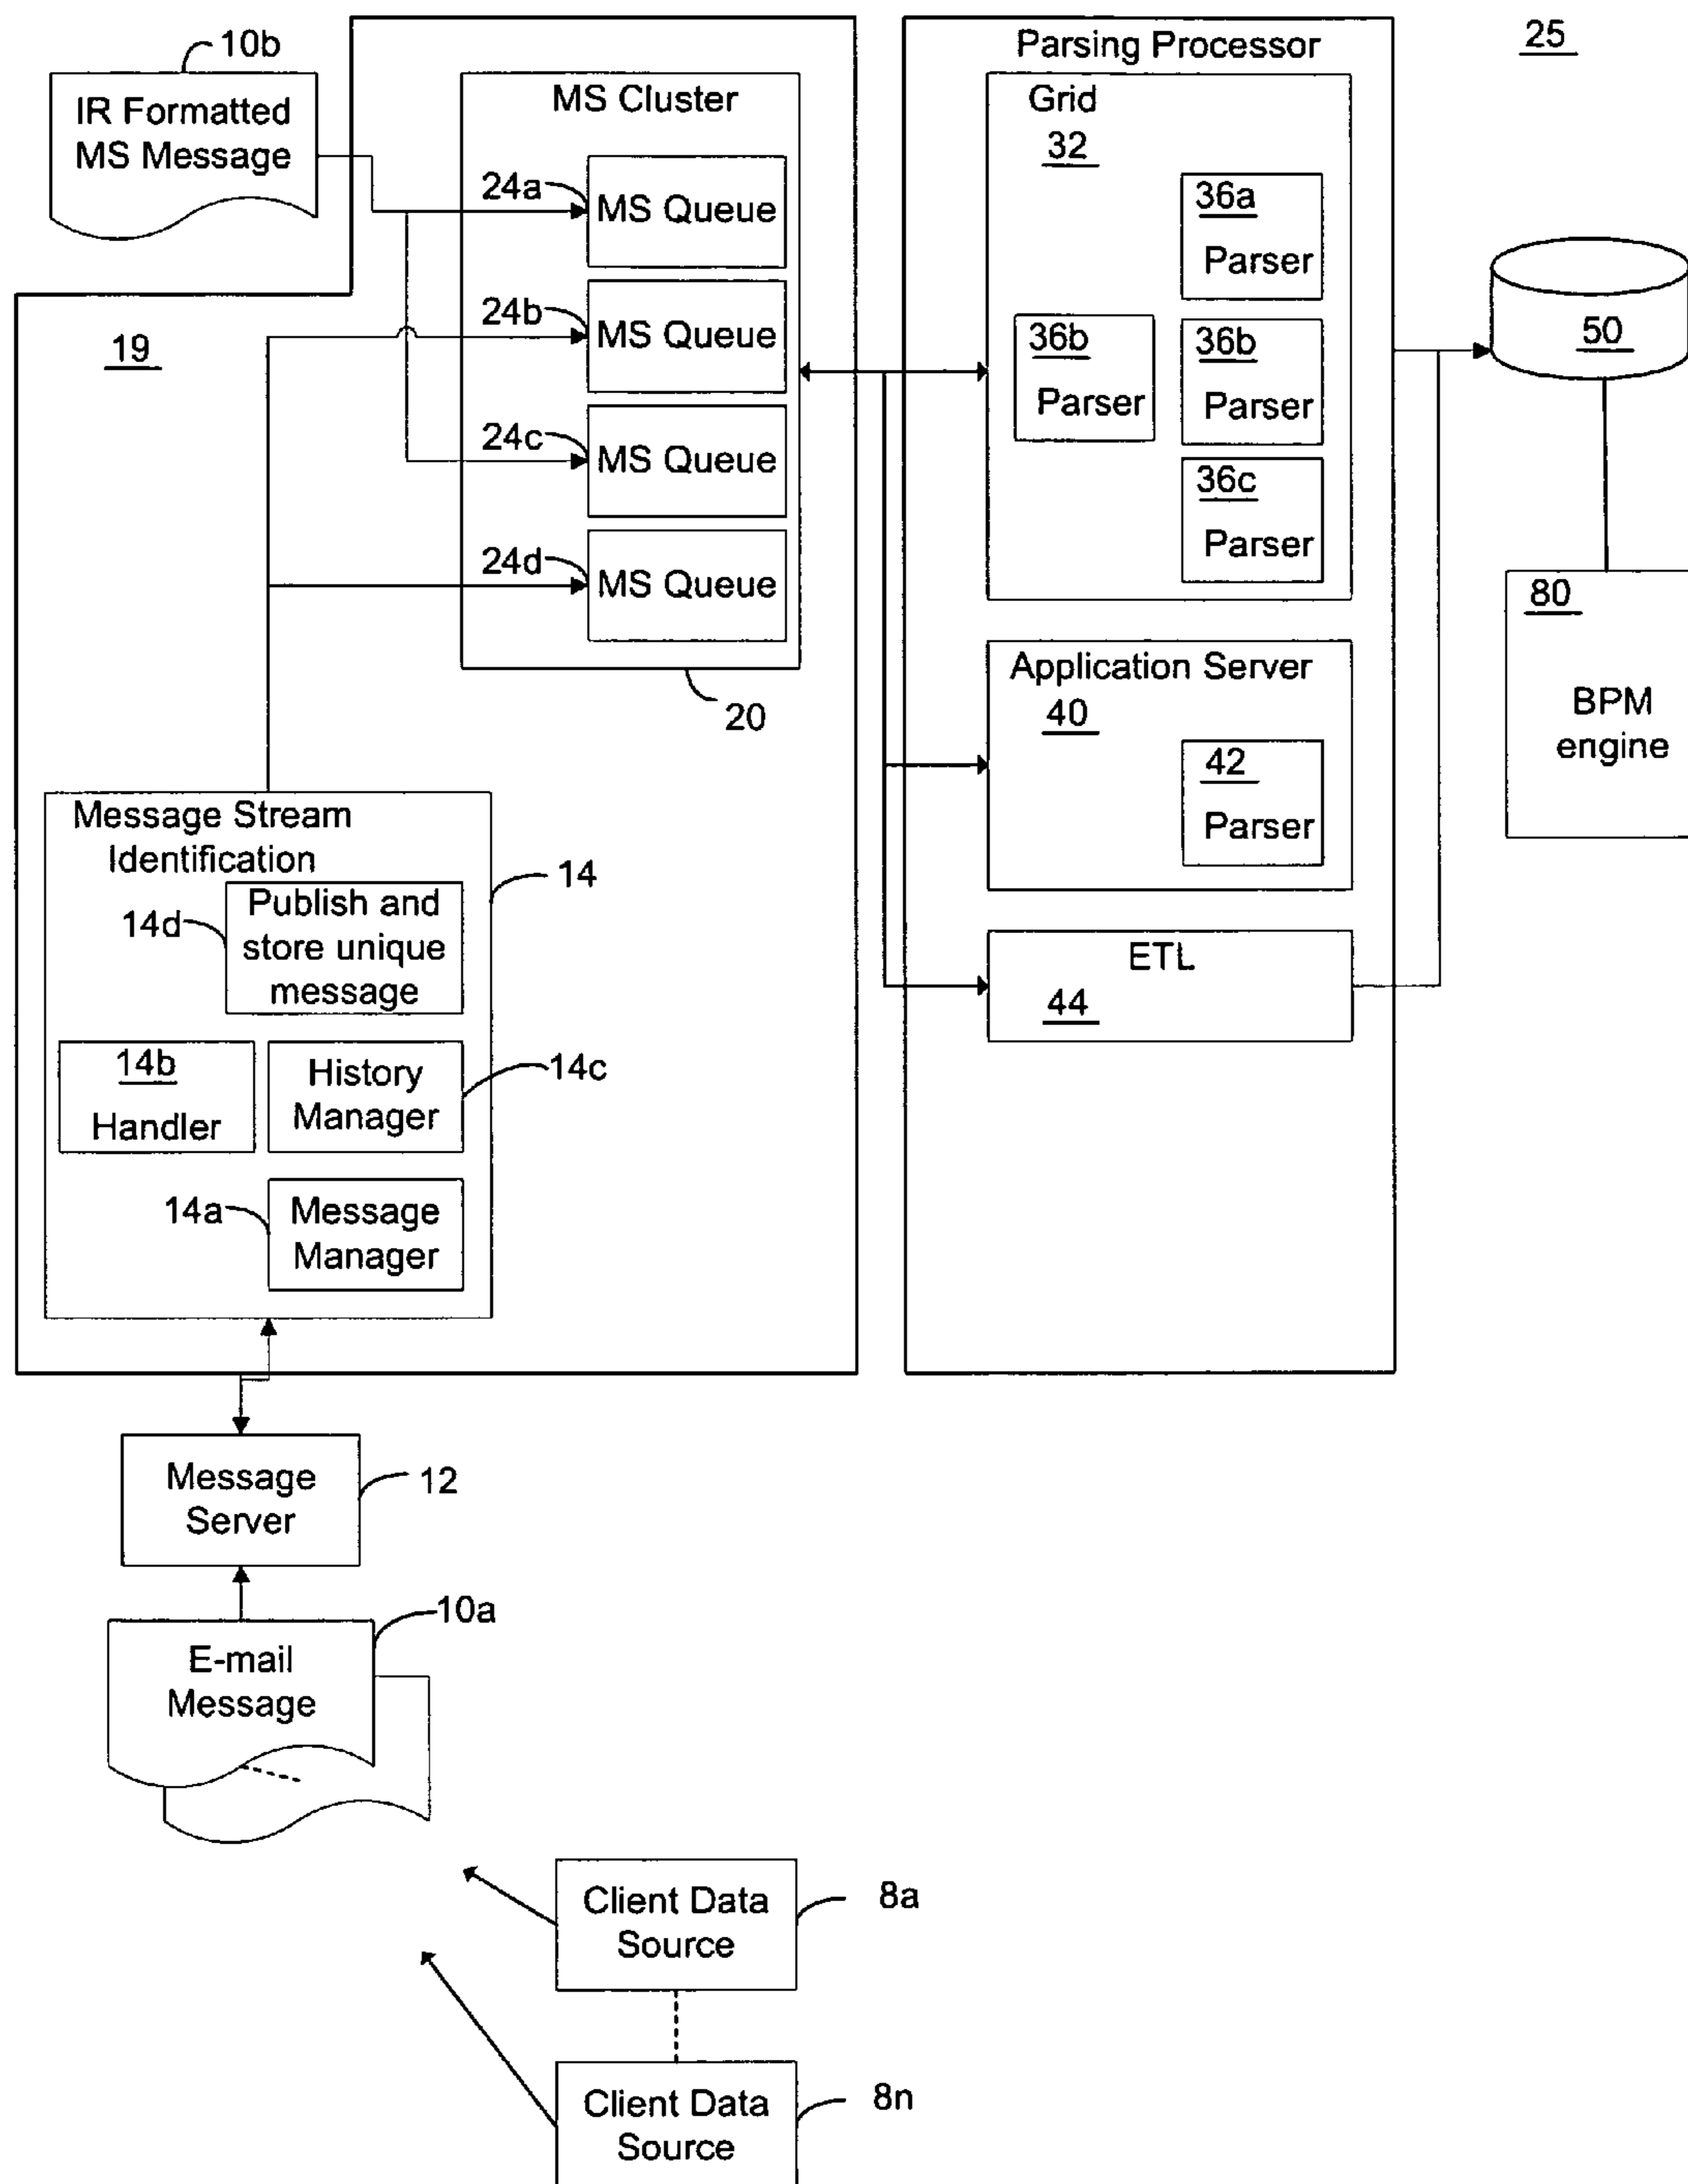 10b
IR Formatted
MS Message
MS Cluster
24a
MS Queue
24b
MS Queue
24c
MS Queue
24d
MS Queue
20
19
Message Stream
Identification
14
14d
Publish and
store unique
message
14b
Handler
History
Manager
14c
14a
Message
Manager
Message
Server
12
10a
E-mail
Message
Client Data
Source
8a
Client Data
Source
8n
Parsing Processor
Grid
32
36a
Parser
36b
Parser
36b
Parser
36c
Parser
Application Server
40
42
Parser
ETL
44
25
50
80
BPM
engine